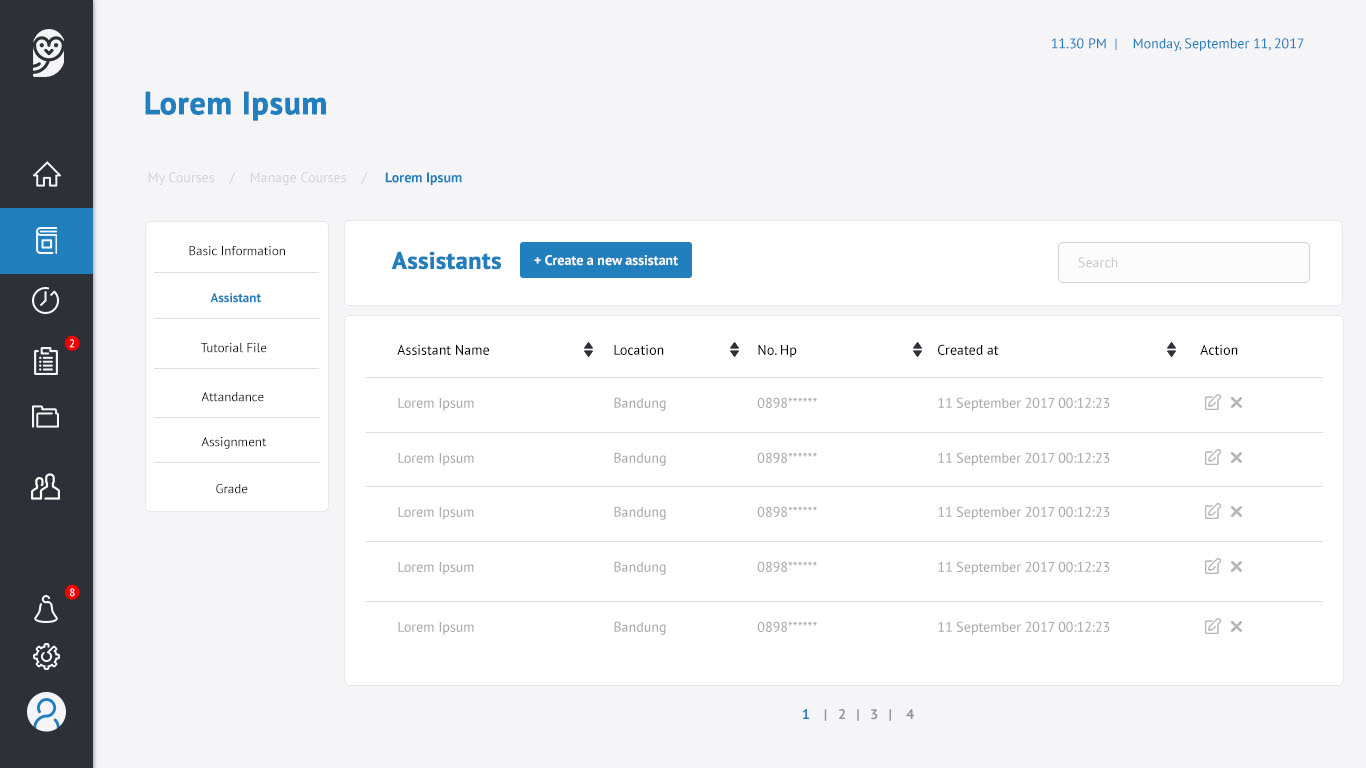 11.30 PM | Monday, September 11, 2017
Lorem Ipsum
My Courses / Manage Courses / Lorem Ipsum
Basic Information
Assistant
Tutorial File
Attandance
Assignment
Grade
Assistants + Create a new assistant Search
Assistant Name Location No. Hp Created at Action
Lorem Ipsum Bandung 0898****** 11 September 2017 00:12:23
Lorem Ipsum Bandung 0898****** 11 September 2017 00:12:23
Lorem Ipsum Bandung 0898****** 11 September 2017 00:12:23
Lorem Ipsum Bandung 0898****** 11 September 2017 00:12:23
Lorem Ipsum Bandung 0898****** 11 September 2017 00:12:23
1 | 2 | 3 | 4
2
8